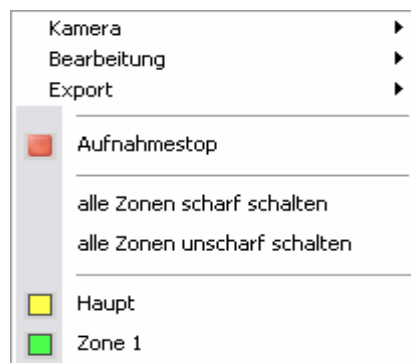 Kamera
Bearbeitung
Export
Aufnahmestop
alle Zonen scharf schalten
alle Zonen unscharf schalten
Haupt
Zone 1